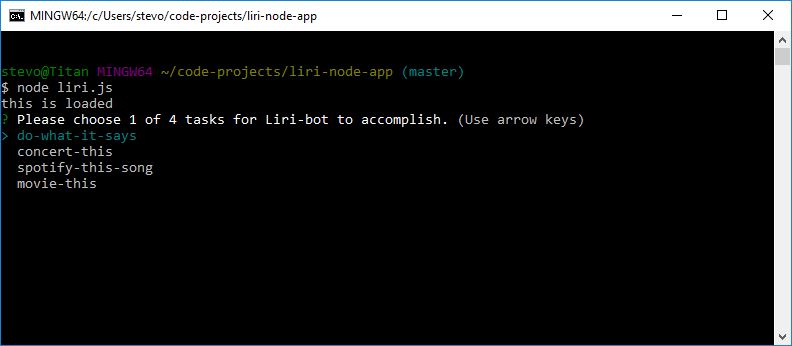 MINGW64:/c/Users/stevo/code-projects/liri-node-app
stevo@Titan MINGW64 ~/code-projects/liri-node-app (master)
$ node liri.js
this is loaded
? Please choose 1 of 4 tasks for Liri-bot to accomplish. (Use arrow keys)
> do-what-it-says
concert-this
spotify-this-song
movie-this